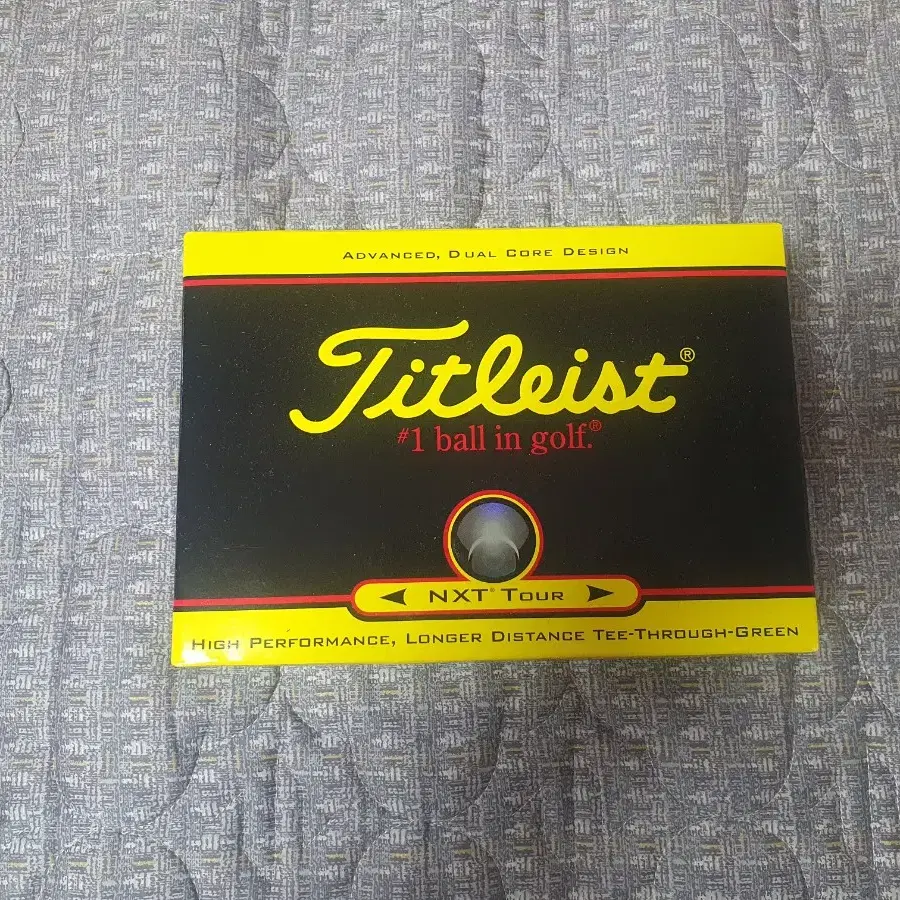 Advanced, Dual Core Design
Titleist®
#1 ball in golf.®
NXT® Tour
High Performance, Longer Distance Tee-Through-Green